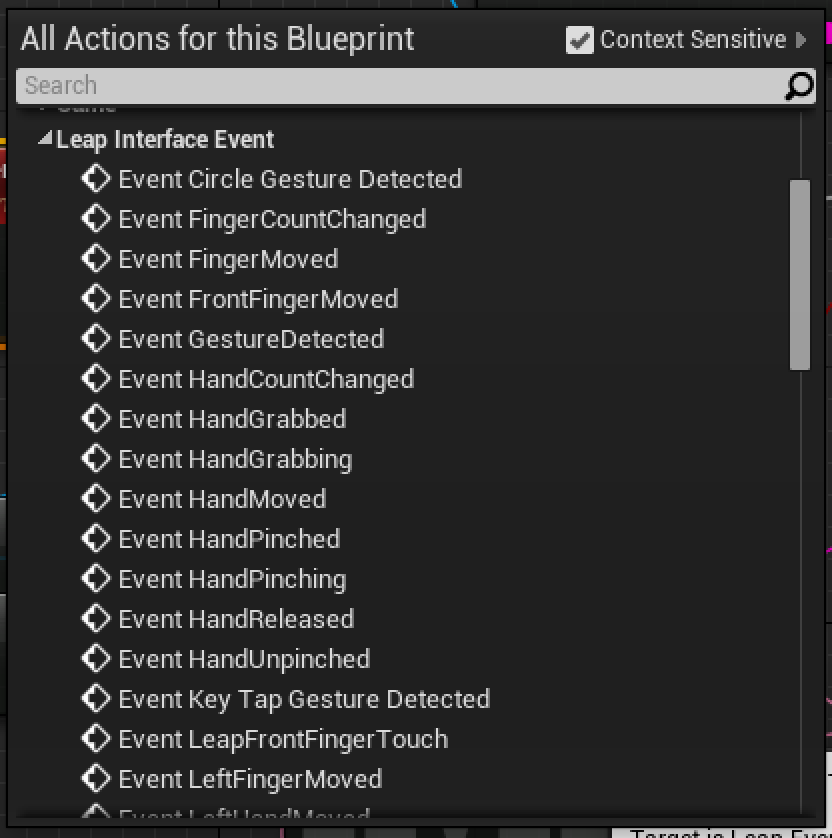 All Actions for this Blueprint
Context Sensitive
Search
Leap Interface Event
Event Circle Gesture Detected
Event FingerCountChanged
Event FingerMoved
Event FrontFingerMoved
Event GestureDetected
Event HandCountChanged
Event HandGrabbed
Event HandGrabbing
Event HandMoved
Event HandPinched
Event HandPinching
Event HandReleased
Event HandUnpinched
Event Key Tap Gesture Detected
Event LeapFrontFingerTouch
Event LeftFingerMoved
Event LeftHandMoved
Target is Leap Eve